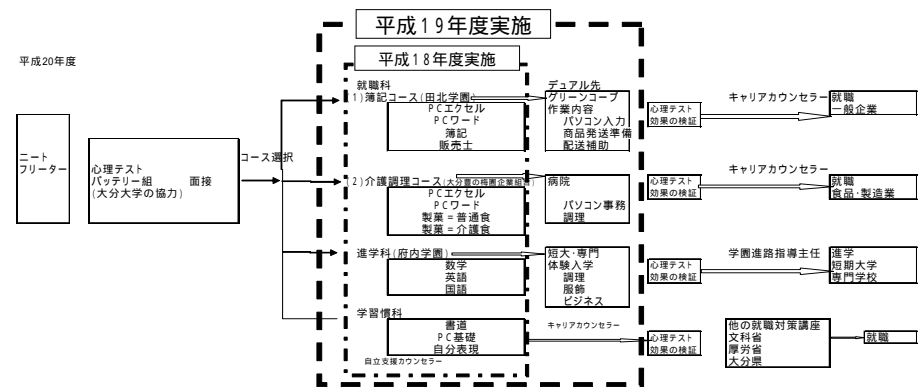 平成19年度実施
平成18年度実施
平成20年度
ニート
フリーター
心理テスト
バッテリー組　面接
(大分大学の協力)
コース選択
就職科
(1)簿記コース(田北学園)
PCエクセル
PCワード
簿記
販売士
デュアル先
グリーンコープ
作業内容
パソコン入力
商品発送準備
配送補助
心理テスト
効果の検証
キャリアカウンセラー
就職
一般企業
(2)介護調理コース(大分豊の梅園企業組合)
PCエクセル
PCワード
製菓=普通食
製菓=介護食
病院
パソコン事務
調理
心理テスト
効果の検証
キャリアカウンセラー
就職
食品・製造業
進学科(府内学園)
数学
英語
国語
短大・専門
体験入学
調理
服飾
ビジネス
心理テスト
効果の検証
学園進路指導主任
進学
短期大学
専門学校
学習慣科
書道
PC基礎
自分表現
自立支援カウンセラー
キャリアカウンセラー
心理テスト
効果の検証
他の就職対策講座
文科省
厚労省
大分県
就職